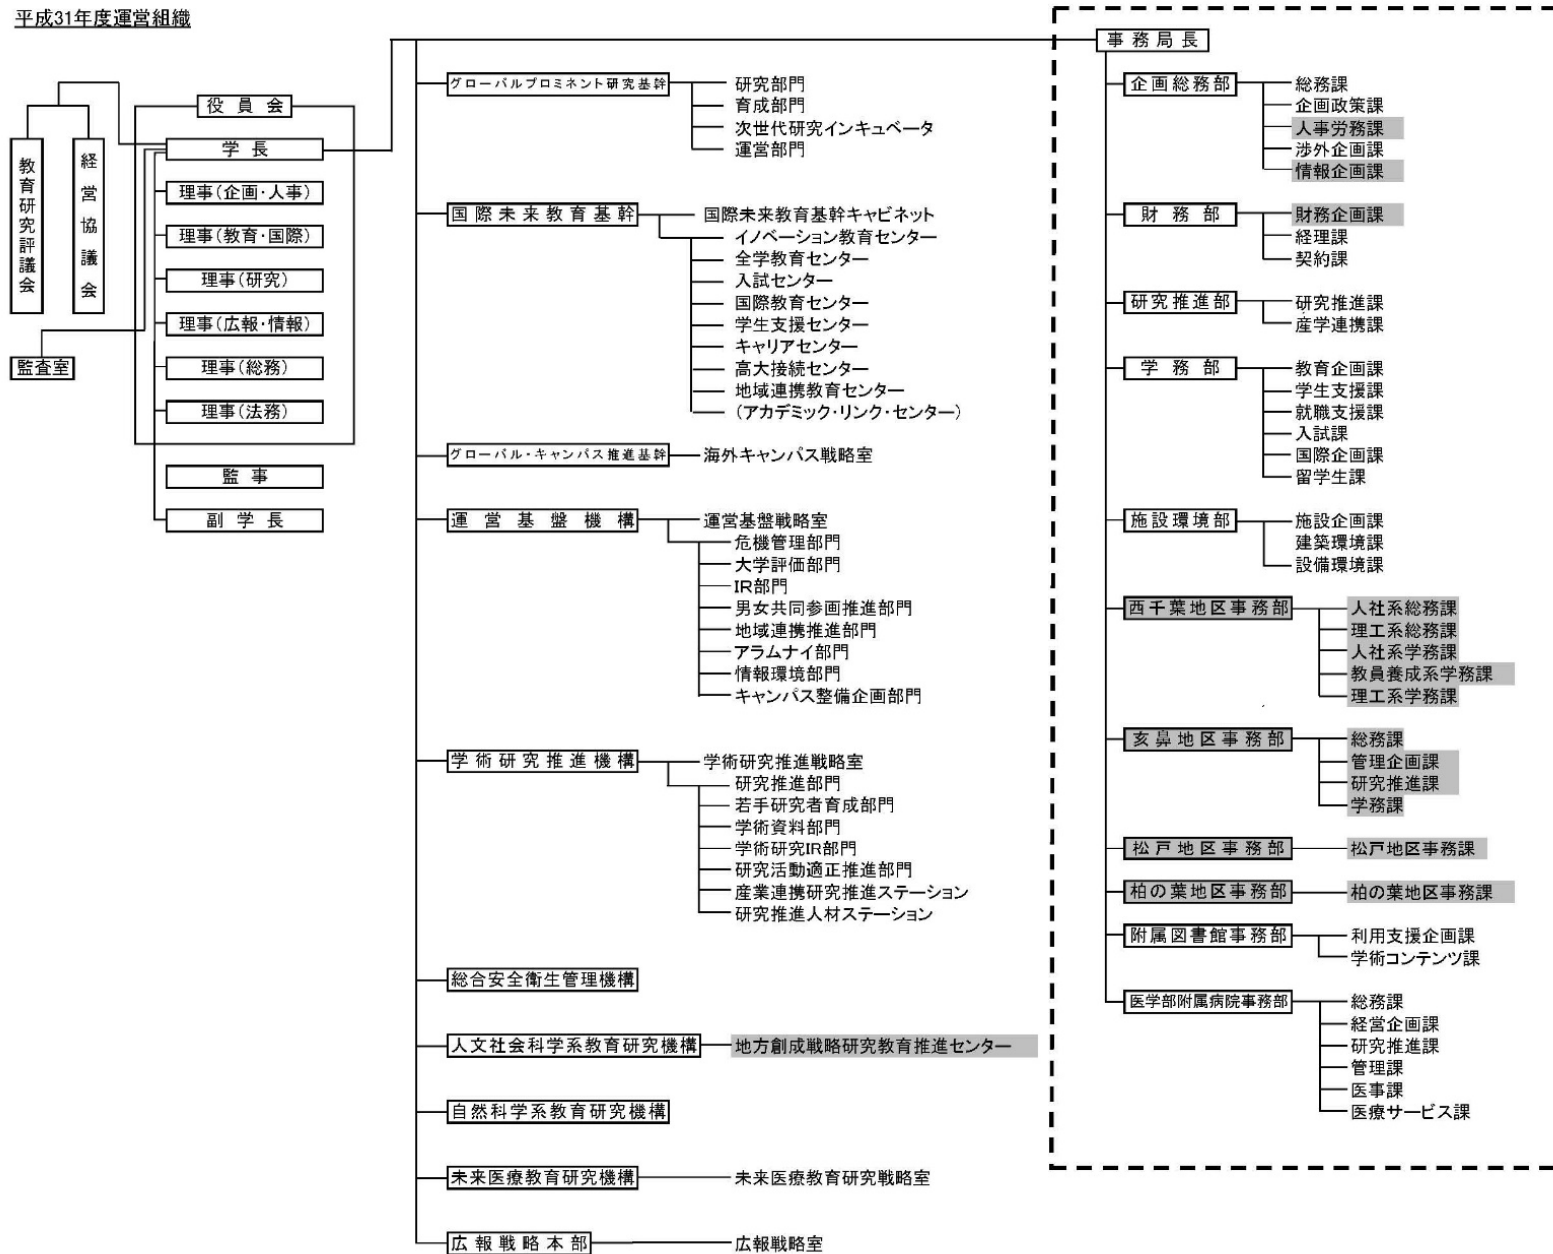 平成31年度運営組織
役員会
学長
理事(企画・人事)
理事(教育・国際)
理事(研究)
理事(広報・情報)
理事(総務)
理事(法務)
監事
副学長
教育研究評議会
経営協議会
監査室
グローバルプロミネント研究基幹
研究部門
育成部門
次世代研究インキュベータ
運営部門
国際未来教育基幹
国際未来教育基幹キャビネット
イノベーション教育センター
全学教育センター
入試センター
国際教育センター
学生支援センター
キャリアセンター
高大接続センター
地域連携教育センター
(アカデミック・リンク・センター)
グローバル・キャンパス推進基幹
海外キャンパス戦略室
運営基盤機構
運営基盤戦略室
危機管理部門
大学評価部門
IR部門
男女共同参画推進部門
地域連携推進部門
アラムナイ部門
情報環境部門
キャンパス整備企画部門
学術研究推進機構
学術研究推進戦略室
研究推進部門
若手研究者育成部門
学術資料部門
学術研究IR部門
研究活動適正推進部門
産業連携研究推進ステーション
研究推進人材ステーション
総合安全衛生管理機構
人文社会科学系教育研究機構
地方創成戦略研究教育推進センター
自然科学系教育研究機構
未来医療教育研究機構
未来医療教育研究戦略室
広報戦略本部
広報戦略室
事務局長
企画総務部
総務課
企画政策課
人事労務課
渉外企画課
情報企画課
財務部
財務企画課
経理課
契約課
研究推進部
研究推進課
産学連携課
学務部
教育企画課
学生支援課
就職支援課
入試課
国際企画課
留学生課
施設環境部
施設企画課
建築環境課
設備環境課
西千葉地区事務部
人社系総務課
理工系総務課
人社系学務課
教員養成系学務課
理工系学務課
亥鼻地区事務部
総務課
管理企画課
研究推進課
学務課
松戸地区事務部
松戸地区事務課
柏の葉地区事務部
柏の葉地区事務課
附属図書館事務部
利用支援企画課
学術コンテンツ課
医学部附属病院事務部
総務課
経営企画課
研究推進課
管理課
医事課
医療サービス課